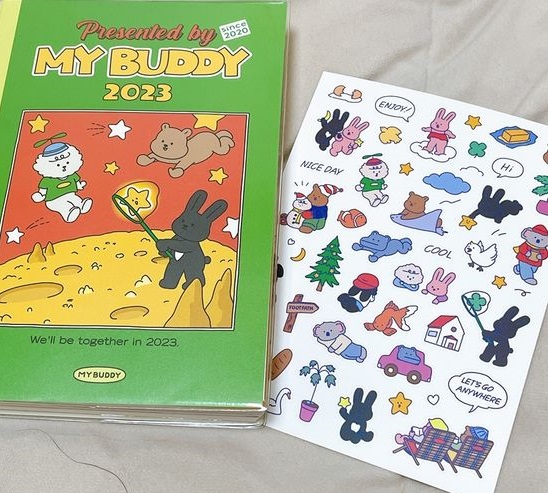 Presented by
since
2020
MY BUDDY
2023
We'll be together in 2023.
MY BUDDY
ENJOY!
Hi
NICE DAY
COOL
FOOTPATH
LET'S GO
ANYWHERE